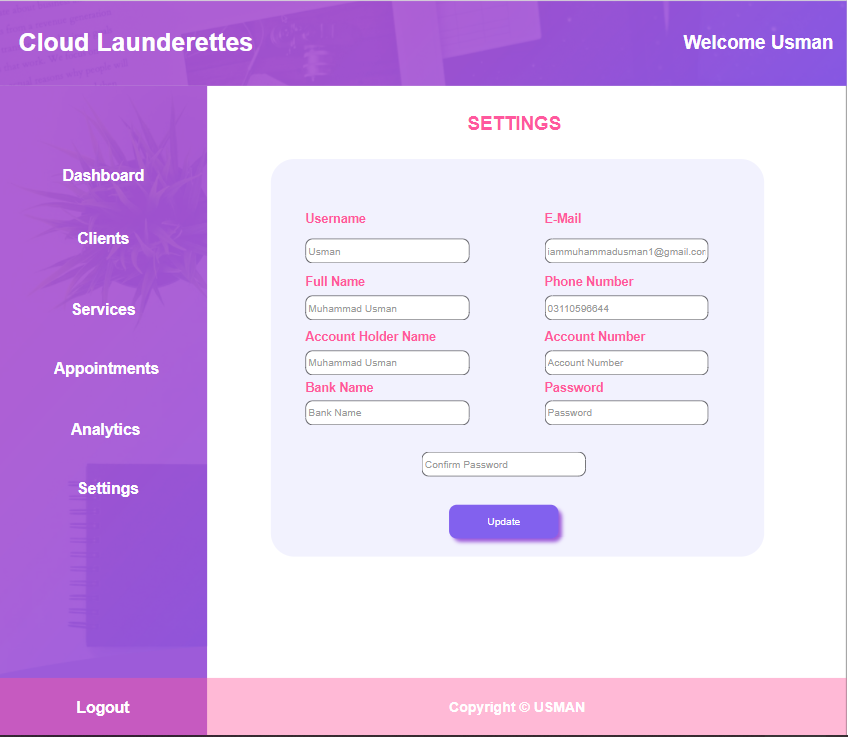 Cloud Launderettes
Welcome Usman
Dashboard
Clients
Services
Appointments
Analytics
Settings
Logout
SETTINGS
Username
E-Mail
Usman
iammuhammadusman1@gmail.cor
Full Name
Phone Number
Muhammad Usman
03110596644
Account Holder Name
Account Number
Muhammad Usman
Account Number
Bank Name
Password
Bank Name
Password
Confirm Password
Update
Copyright © USMAN